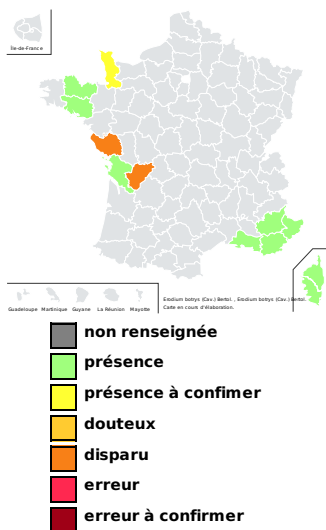 Île-de-France
Guadeloupe Martinique Guyane La Réunion Mayotte
Erodium botrys (Cav.) Bertol. , Erodium botrys (Cav.) Bertol.
Carte en cours d'élaboration.
non renseignée
présence
présence à confimer
douteux
disparu
erreur
erreur à confirmer